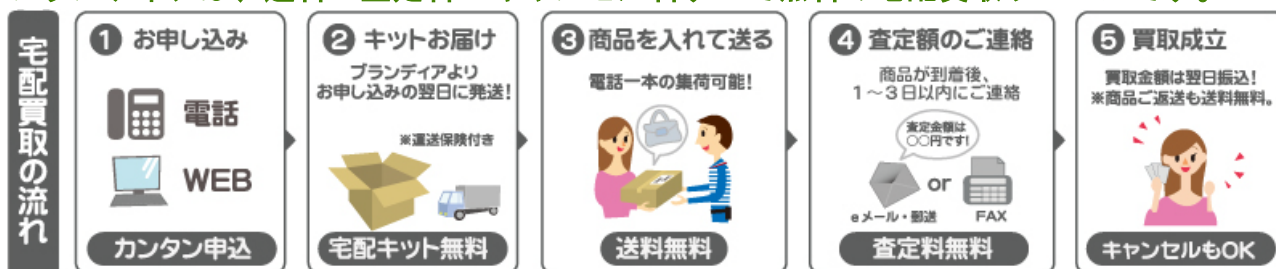 宅配買取の流れ
1 お申し込み
電話
WEB
カンタン申込
2 キットお届け
ブランディアより
お申し込みの翌日に発送!
※運送保険付き
宅配キット無料
3 商品を入れて送る
電話一本の集荷可能!
送料無料
4 査定額のご連絡
商品が到着後、
1〜3日以内にご連絡
査定金額は
○○円です!
or
eメール・郵送
FAX
査定料無料
5 買取成立
買取金額は翌日振込!
※商品ご返送も送料無料。
キャンセルもOK